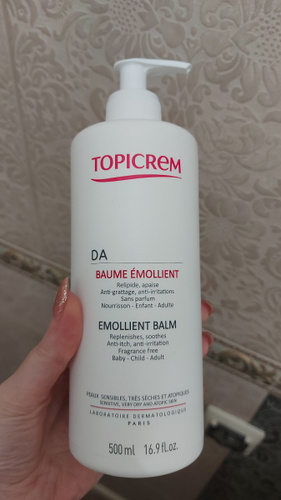 TOPICREM
DA
BAUME ÉMOLLIENT
Relipide, apaise
Anti-grattage, anti-irritations
Sans parfum
Nourrisson - Enfant - Adulte
EMOLLIENT BALM
Replenishes, soothes
Anti-itch, anti-irritation
Fragrance free
Baby - Child - Adult
PEAUX SENSIBLES, TRÈS SÈCHES ET ATOPIQUES
SENSITIVE, VERY DRY AND ATOPIC SKIN
LABORATOIRE DERMATOLOGIQUE
PARIS
500 ml 16.9 fl.oz.